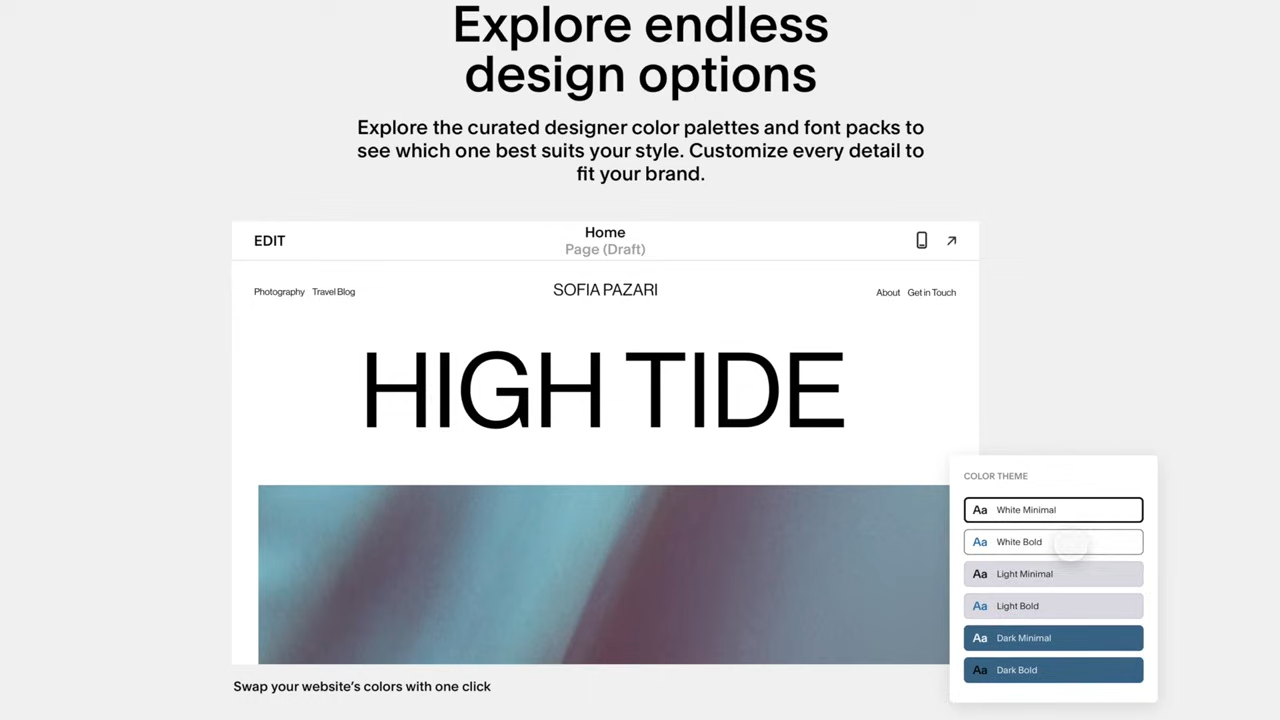 Explore endless
design options
Explore the curated designer color palettes and font packs to
see which one best suits your style. Customize every detail to
fit your brand.
EDIT
Home
Page (Draft)
Photography Travel Blog
SOFIA PAZARI
About Get in Touch
HIGH TIDE
COLOR THEME
Aa White Minimal
Aa White Bold
Aa Light Minimal
Aa Light Bold
Aa Dark Minimal
Aa Dark Bold
Swap your website’s colors with one click